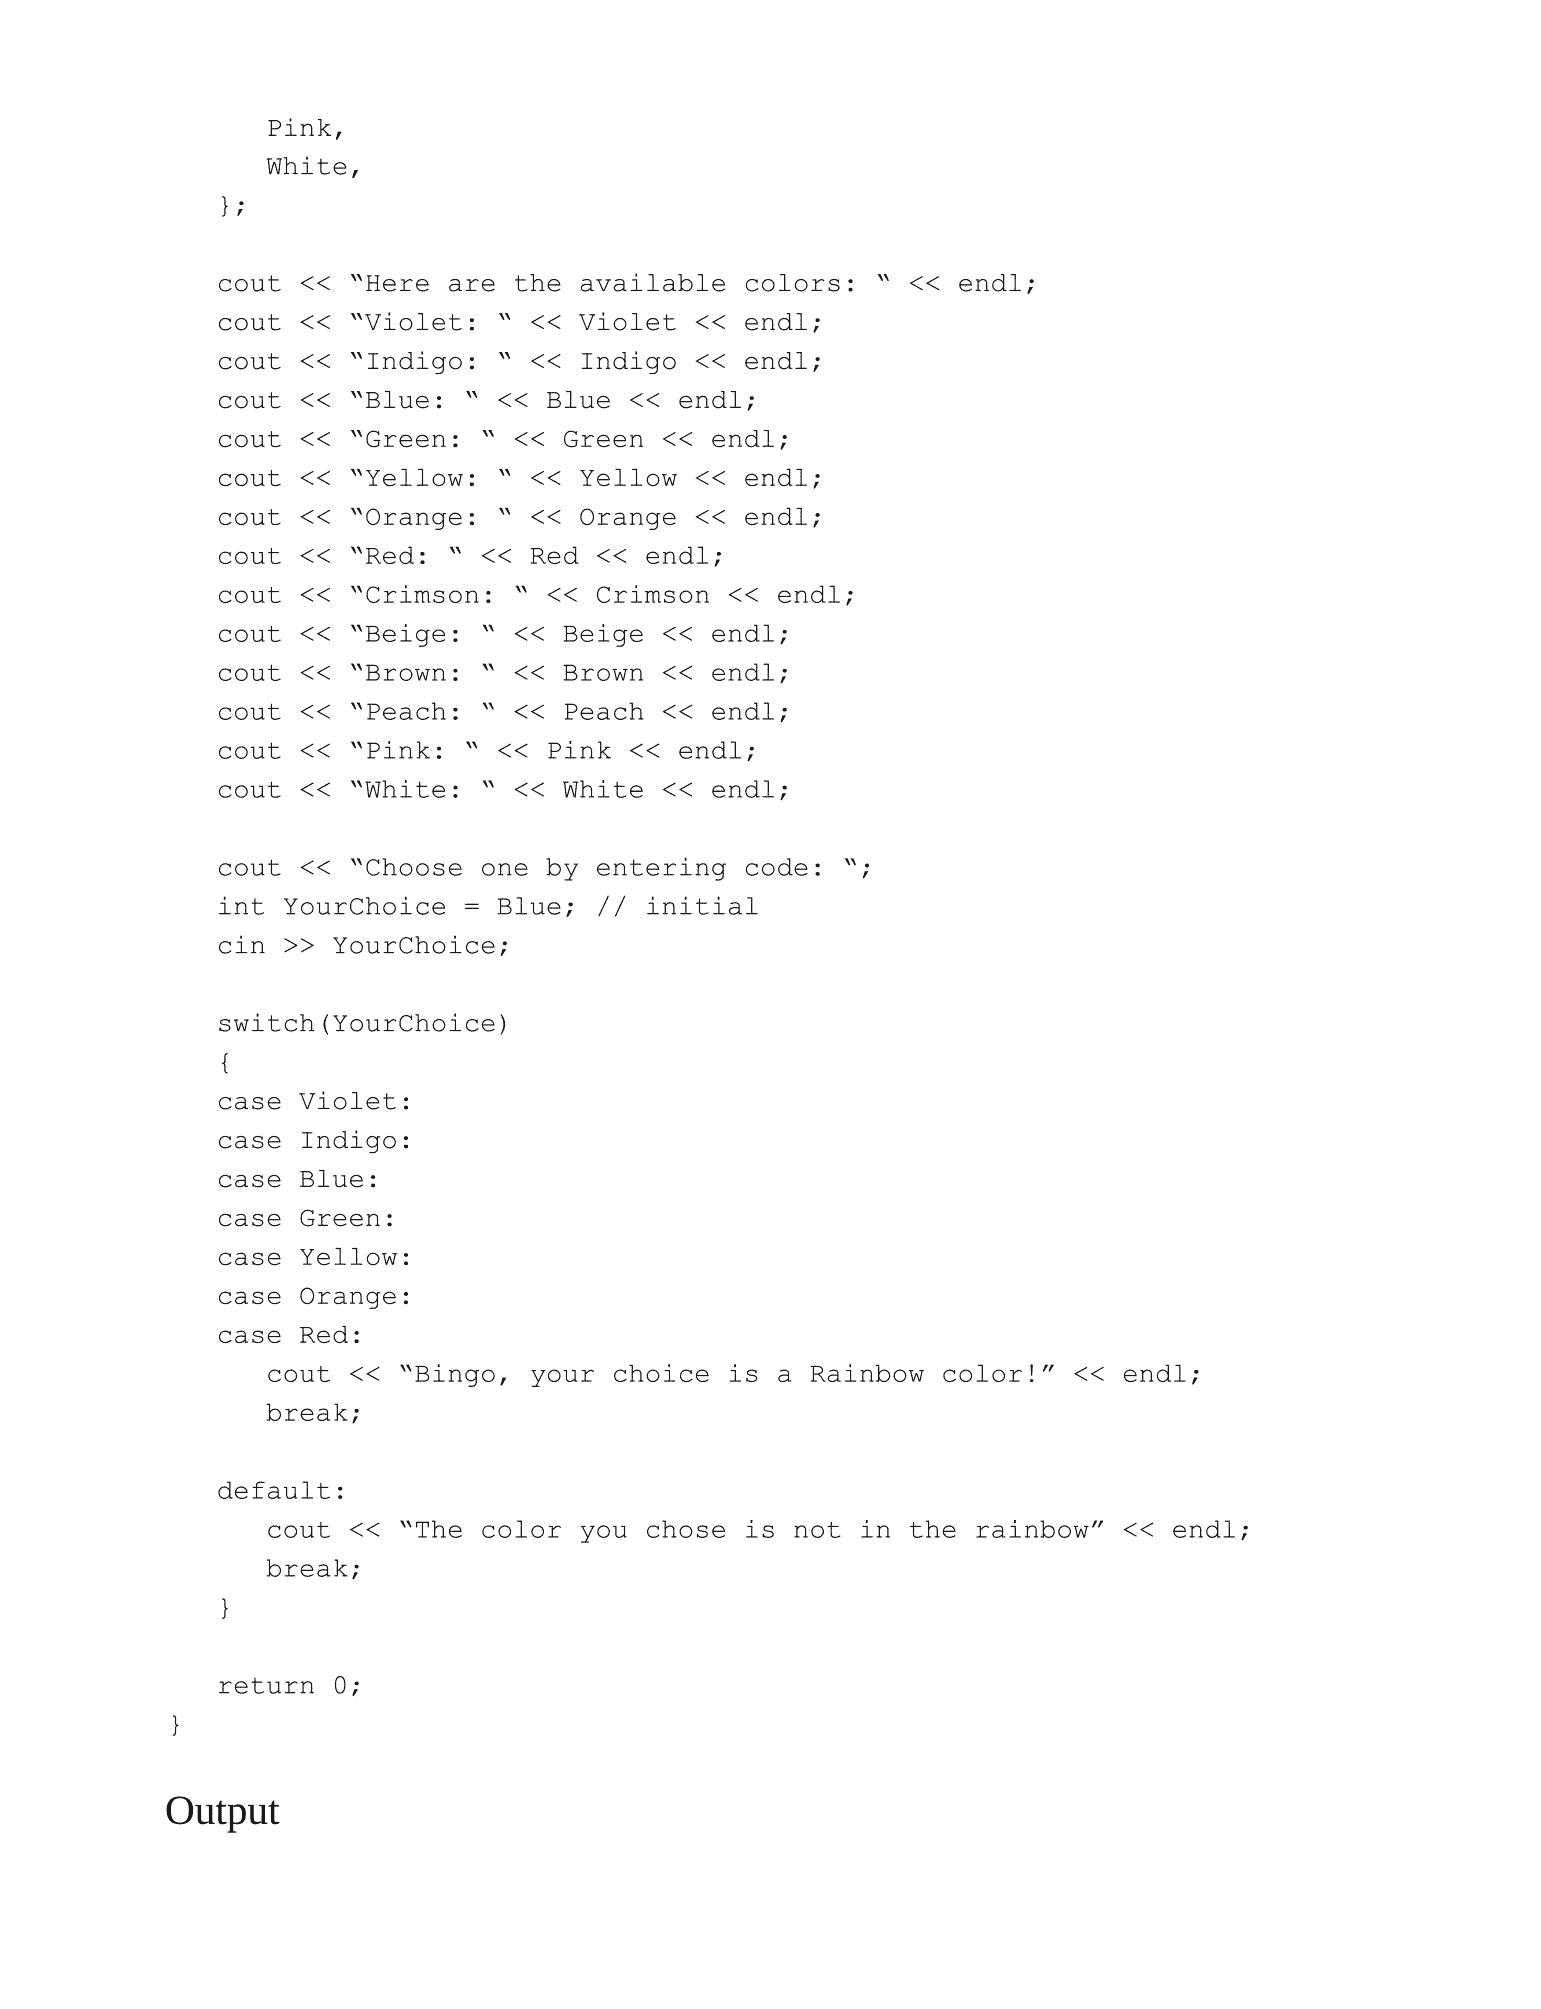 Pink,
      White,
   };

   cout << “Here are the available colors: “ << endl;
   cout << “Violet: “ << Violet << endl;
   cout << “Indigo: “ << Indigo << endl;
   cout << “Blue: “ << Blue << endl;
   cout << “Green: “ << Green << endl;
   cout << “Yellow: “ << Yellow << endl;
   cout << “Orange: “ << Orange << endl;
   cout << “Red: “ << Red << endl;
   cout << “Crimson: “ << Crimson << endl;
   cout << “Beige: “ << Beige << endl;
   cout << “Brown: “ << Brown << endl;
   cout << “Peach: “ << Peach << endl;
   cout << “Pink: “ << Pink << endl;
   cout << “White: “ << White << endl;

   cout << “Choose one by entering code: “;
   int YourChoice = Blue; // initial
   cin >> YourChoice;

   switch(YourChoice)
   {
   case Violet:
   case Indigo:
   case Blue:
   case Green:
   case Yellow:
   case Orange:
   case Red:
      cout << “Bingo, your choice is a Rainbow color!” << endl;
      break;

   default:
      cout << “The color you chose is not in the rainbow” << endl;
      break;
   }

   return 0;
}

Output